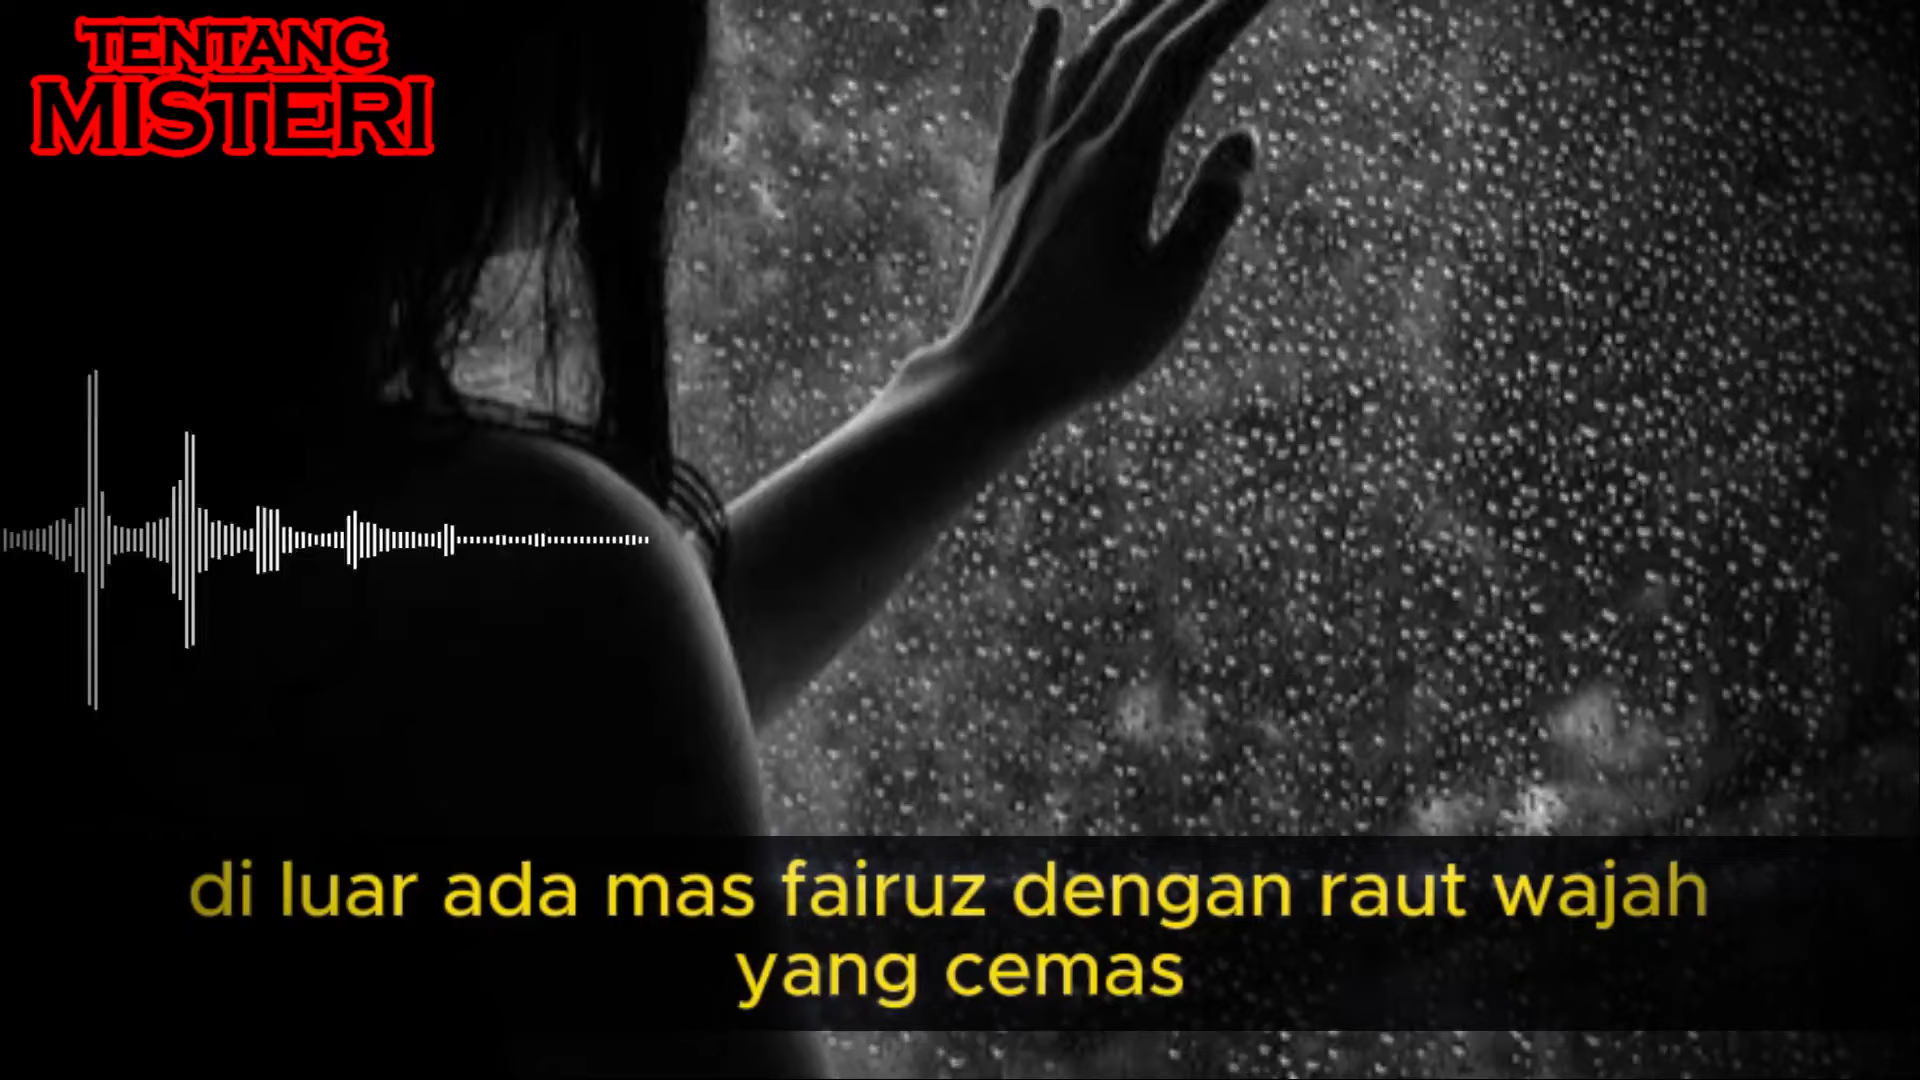 TENTANG
MISTERI
di luar ada mas fairuz dengan raut wajah
yang cemas